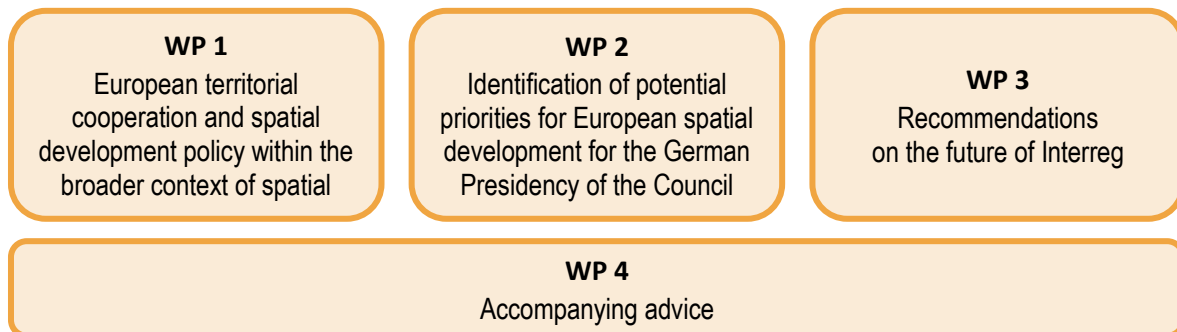 WP 1
European territorial
cooperation and spatial
development policy within the
broader context of spatial
WP 2
Identification of potential
priorities for European spatial
development for the German
Presidency of the Council
WP 3
Recommendations
on the future of Interreg
WP 4
Accompanying advice